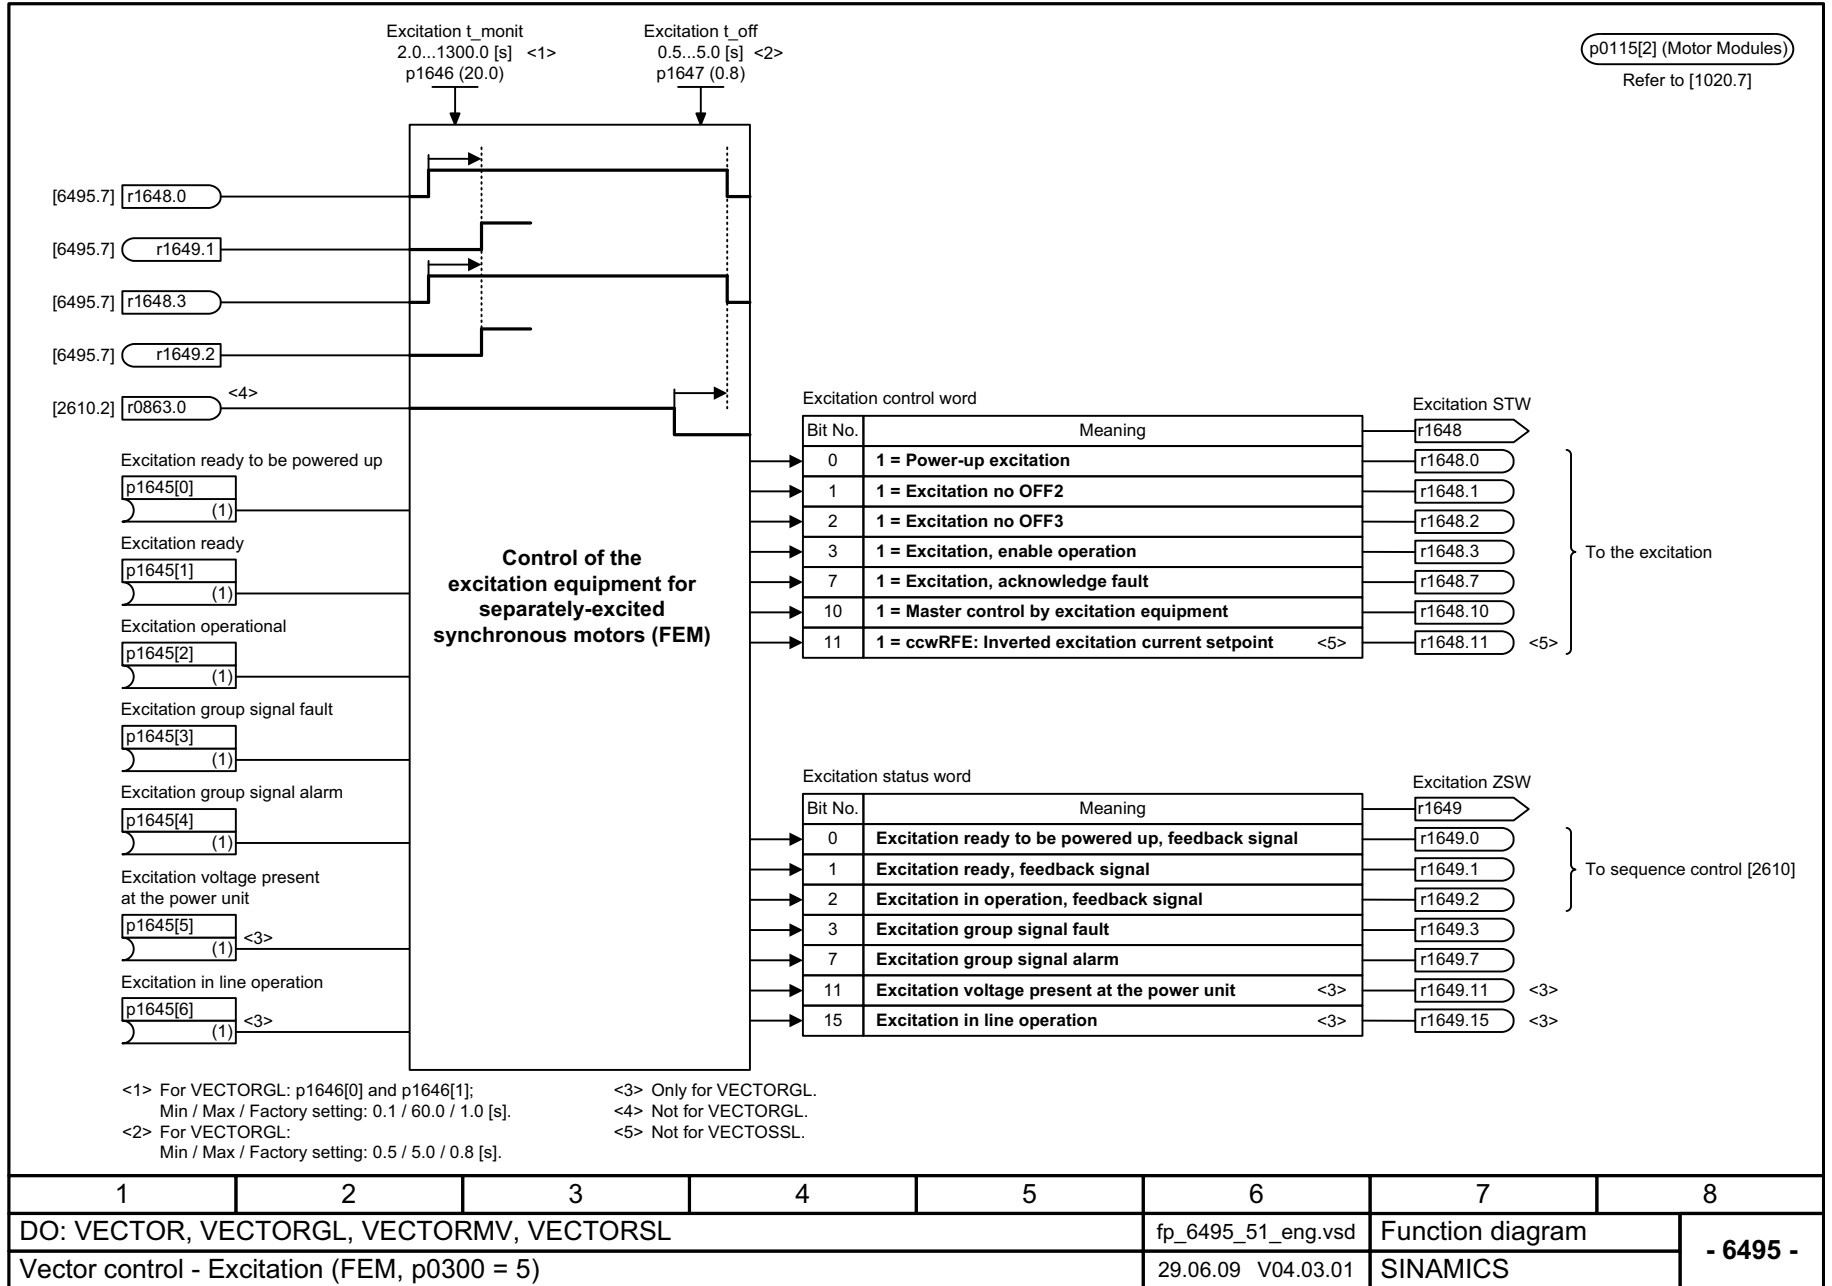 Excitation t_monit
2.0...1300.0 [s] <1>
p1646 (20.0)
Excitation t_off
0.5...5.0 [s] <2>
p1647 (0.8)
p0115[2] (Motor Modules)
Refer to [1020.7]
[6495.7] r1648.0
[6495.7] r1649.1
[6495.7] r1648.3
[6495.7] r1649.2
[2610.2] r0863.0 <4>
Excitation ready to be powered up
p1645[0]
(1)
Excitation ready
p1645[1]
(1)
Excitation operational
p1645[2]
(1)
Excitation group signal fault
p1645[3]
(1)
Excitation group signal alarm
p1645[4]
(1)
Excitation voltage present
at the power unit
p1645[5]
(1) <3>
Excitation in line operation
p1645[6]
(1) <3>
Control of the
excitation equipment for
separately-excited
synchronous motors (FEM)
Excitation control word
Excitation STW
Bit No. Meaning r1648
0 1 = Power-up excitation r1648.0
1 1 = Excitation no OFF2 r1648.1
2 1 = Excitation no OFF3 r1648.2
3 1 = Excitation, enable operation r1648.3
7 1 = Excitation, acknowledge fault r1648.7
10 1 = Master control by excitation equipment r1648.10
11 1 = ccwRFE: Inverted excitation current setpoint <5> r1648.11 <5>
To the excitation
Excitation status word
Excitation ZSW
Bit No. Meaning r1649
0 Excitation ready to be powered up, feedback signal r1649.0
1 Excitation ready, feedback signal r1649.1
2 Excitation in operation, feedback signal r1649.2
3 Excitation group signal fault r1649.3
7 Excitation group signal alarm r1649.7
11 Excitation voltage present at the power unit <3> r1649.11 <3>
15 Excitation in line operation <3> r1649.15 <3>
To sequence control [2610]
<1> For VECTORGL: p1646[0] and p1646[1];
Min / Max / Factory setting: 0.1 / 60.0 / 1.0 [s].
<2> For VECTORGL:
Min / Max / Factory setting: 0.5 / 5.0 / 0.8 [s].
<3> Only for VECTORGL.
<4> Not for VECTORGL.
<5> Not for VECTOSSL.
1 2 3 4 5 6 7 8
DO: VECTOR, VECTORGL, VECTORMV, VECTORSL
fp_6495_51_eng.vsd
Function diagram
- 6495 -
Vector control - Excitation (FEM, p0300 = 5)
29.06.09 V04.03.01
SINAMICS